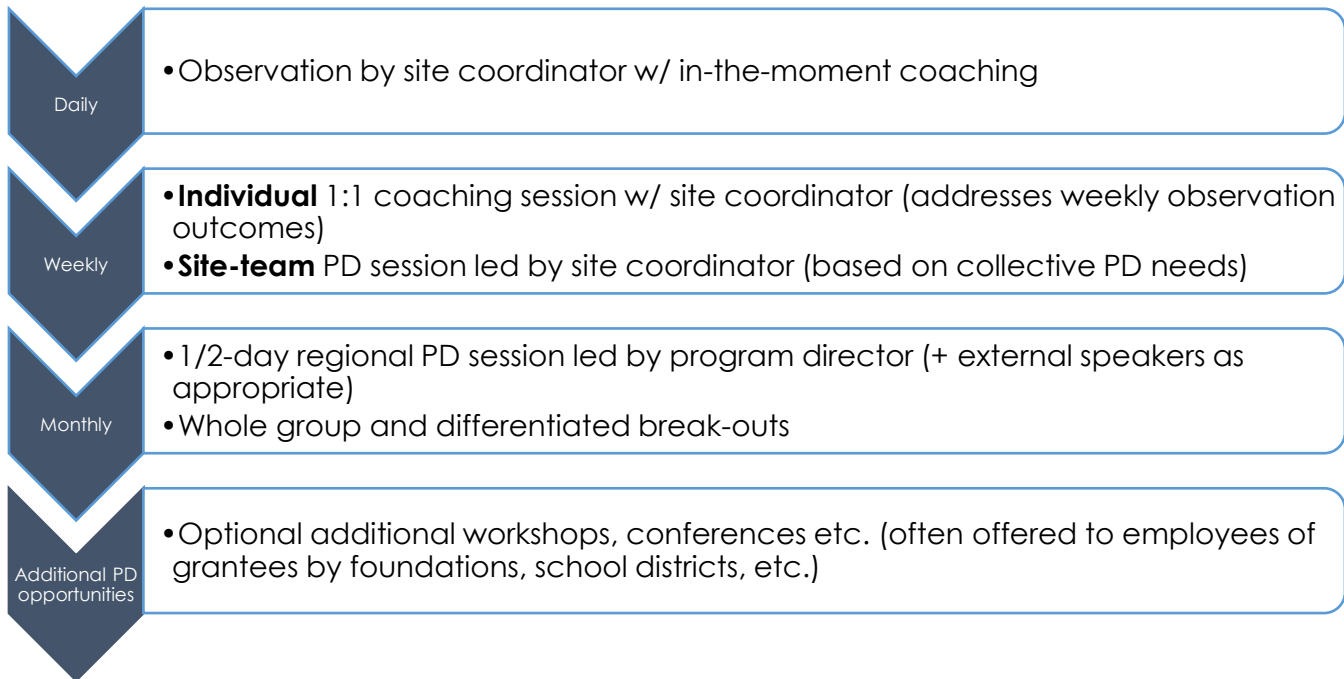 Daily
•Observation by site coordinator w/ in-the-moment coaching
Weekly
•Individual 1:1 coaching session w/ site coordinator (addresses weekly observation
outcomes)
•Site-team PD session led by site coordinator (based on collective PD needs)
Monthly
•1/2-day regional PD session led by program director (+ external speakers as
appropriate)
•Whole group and differentiated break-outs
Additional PD
opportunities
•Optional additional workshops, conferences etc. (often offered to employees of
grantees by foundations, school districts, etc.)